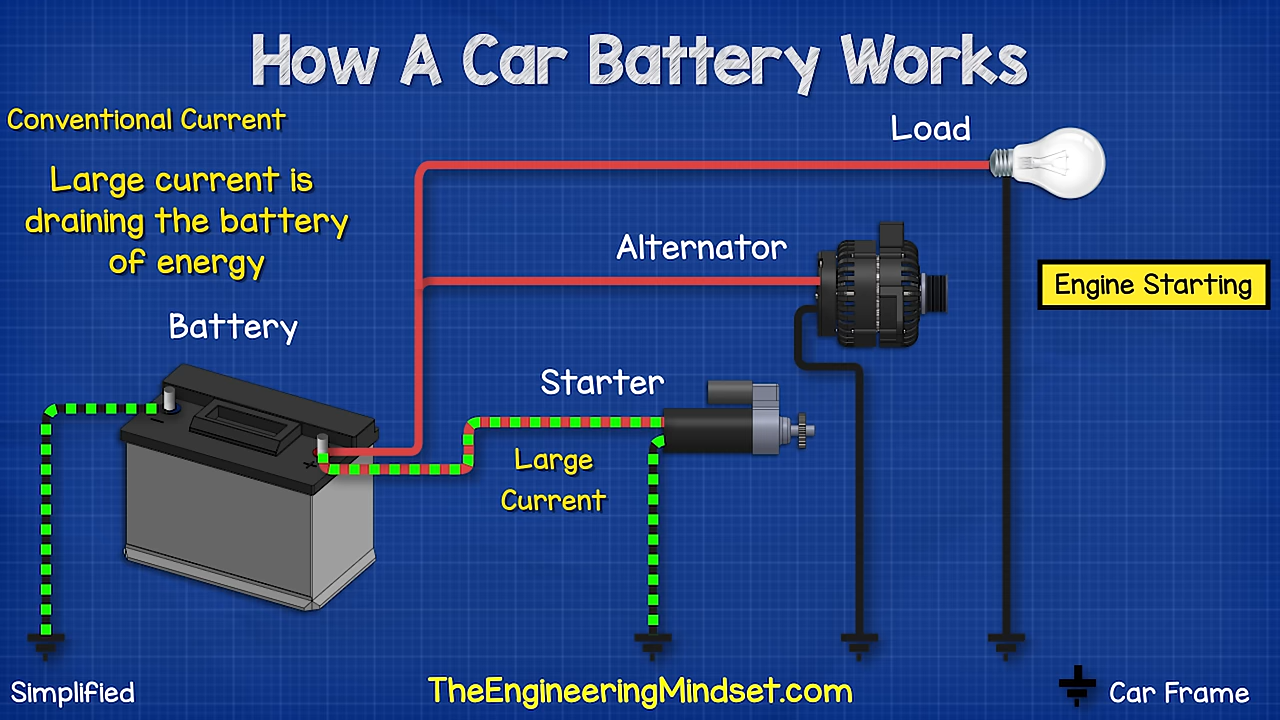 How A Car Battery Works
Conventional Current
Load
Large current is
draining the battery
of energy
Alternator
Engine Starting
Battery
Starter
Large
Current
Simplified
TheEngineeringMindset.com
Car Frame